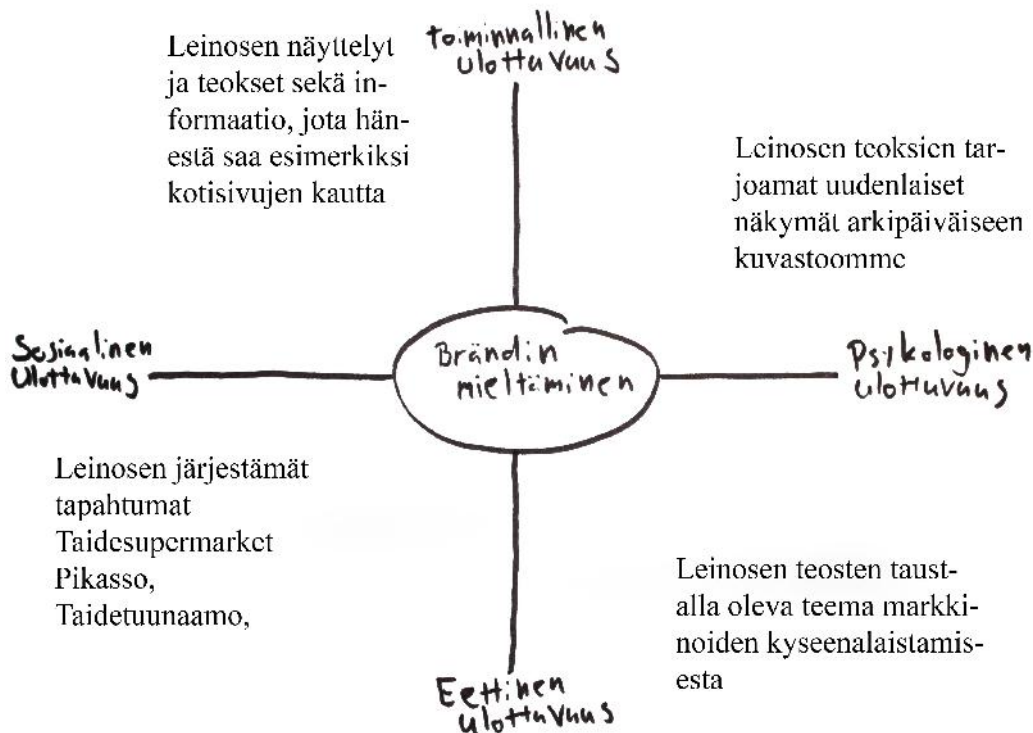 toiminnallinen
ulottuvuus
Leinosen näyttelyt
ja teokset sekä in-
formaatio, jota hän-
estä saa esimerkiksi
kotisivujen kautta
Leinosen teoksien tar-
joamat uudenlaiset
näkymät arkipäiväiseen
kuvastoomme
Sosiaalinen
ulottuvuus
Brändin
mieltäminen
Psykologinen
ulottuvuus
Leinosen järjestämät
tapahtumat
Taidesupermarket
Pikasso,
Taidetuunaamo,
Leinosen teosten taust-
alla oleva teema markki-
noiden kyseenalaistamis-
esta
Eettinen
ulottuvuus